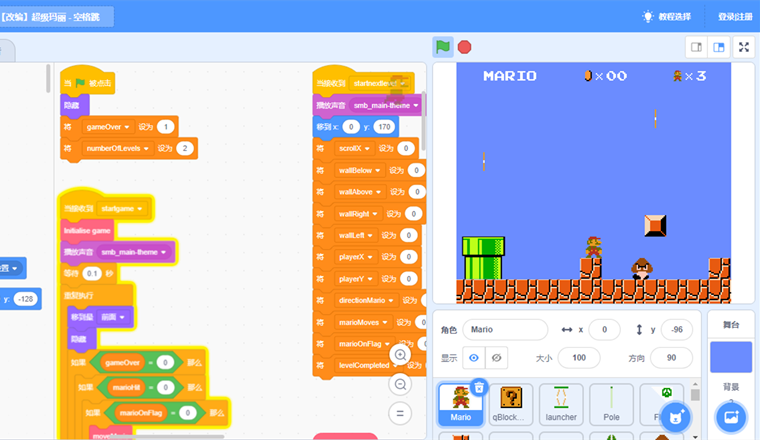 【改编】超级玛丽 - 空格跳
教程选择
登录|注册
当 被点击
隐藏
将 gameOver 设为 1
将 numberOfLevels 设为 2
当接收到 startgame
Initialise game
播放声音 smb_main-theme
等待 0.1 秒
重复执行
移到最 前面
隐藏
如果 gameOver = 0 那么
如果 marioHit = 0 那么
如果 marioOnFlag = 0 那么
moveMario
y: -128
当接收到 startnextlevel
播放声音 smb_main-theme
移到 x: 0 y: 170
将 scrollX 设为 0
将 wallBelow 设为 0
将 wallAbove 设为 0
将 wallRight 设为 0
将 wallLeft 设为 0
将 playerX 设为 0
将 playerY 设为 0
将 directionMario 设为
将 marioMoves 设为 0
将 marioOnFlag 设为 0
将 levelCompleted 设为
MARIO ×00 ×3
角色 Mario x 0 y -96
显示 大小 100 方向 90
Mario
qBlock...
launcher
Pole
舞台
背景